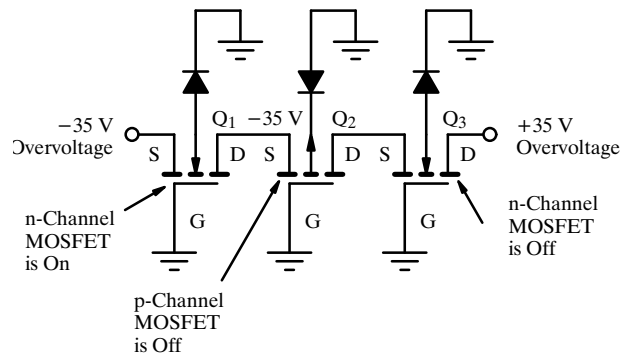 −35 V
Overvoltage
Q1
−35 V
Q2
Q3
+35 V
Overvoltage
S
D
S
D
S
D
G
G
G
n-Channel
MOSFET
is On
p-Channel
MOSFET
is Off
n-Channel
MOSFET
is Off